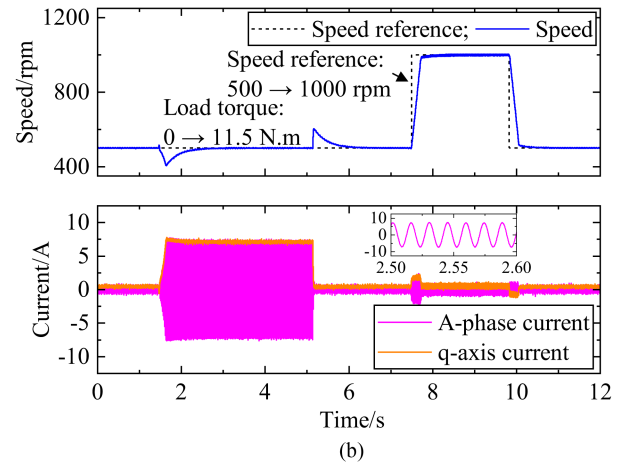 Speed reference; Speed
Speed reference:
500 → 1000 rpm
Load torque:
0 → 11.5 N.m
1200
1000
800
600
400
Speed/rpm
10
5
0
-5
-10
Current/A
10
0
-10
2.50 2.55 2.60
A-phase current
q-axis current
0 2 4 6 8 10 12
Time/s
(b)